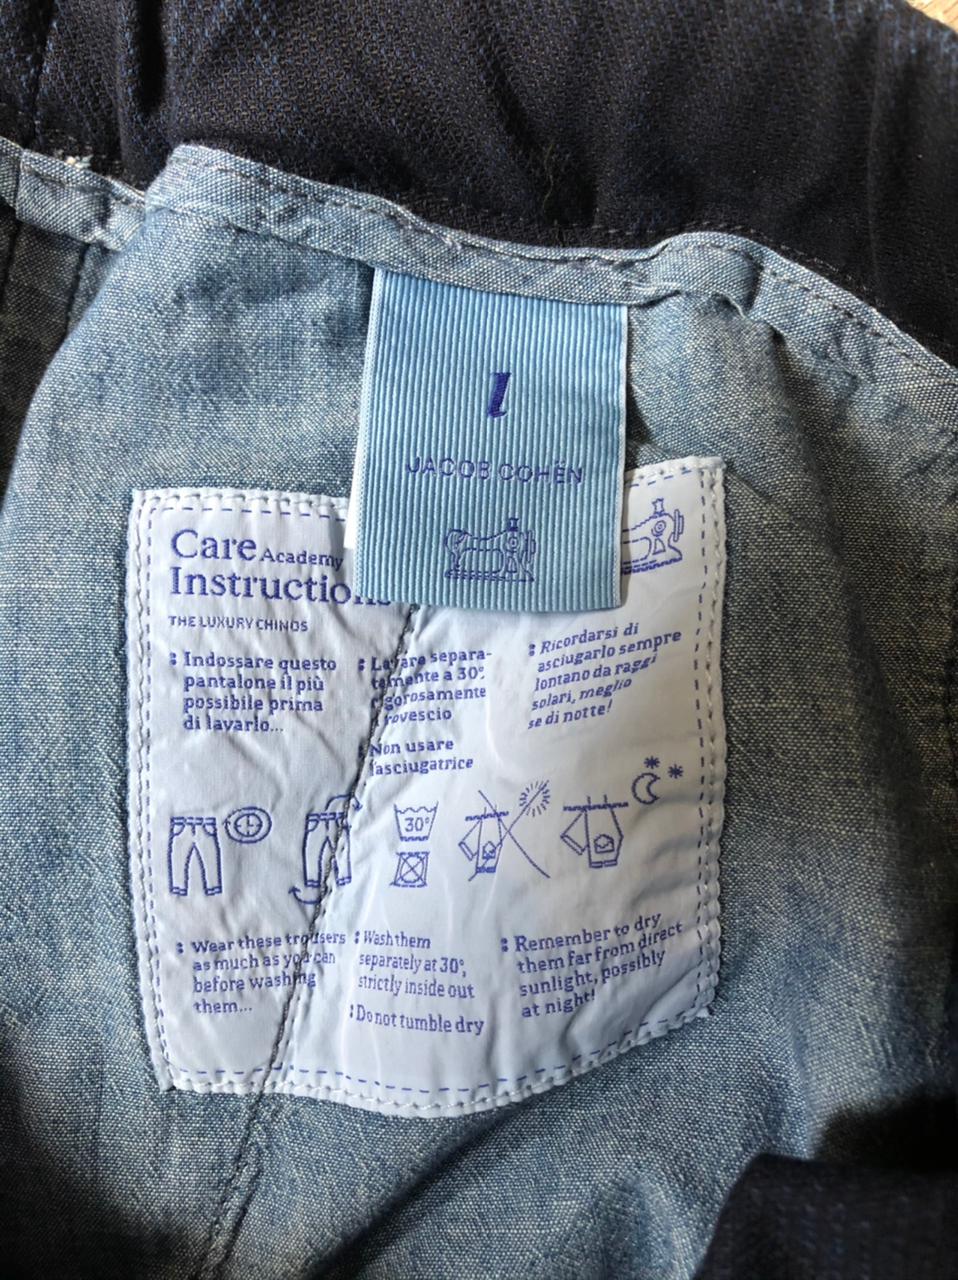 l
JACOB COHËN
Care Academy
Instructions
THE LUXURY CHINOS
: Indossare questo
pantalone il più
possibile prima
di lavarlo...
: Lavare separa-
tamente a 30°,
rigorosamente
rovescio
: Non usare
l'asciugatrice
: Ricordarsi di
asciugarlo sempre
lontano da raggi
solari, meglio
se di notte!
30°
: Wear these trousers
as much as you can
before washing
them...
: Wash them
separately at 30°,
strictly inside out
: Do not tumble dry
: Remember to dry
them far from direct
sunlight, possibly
at night!